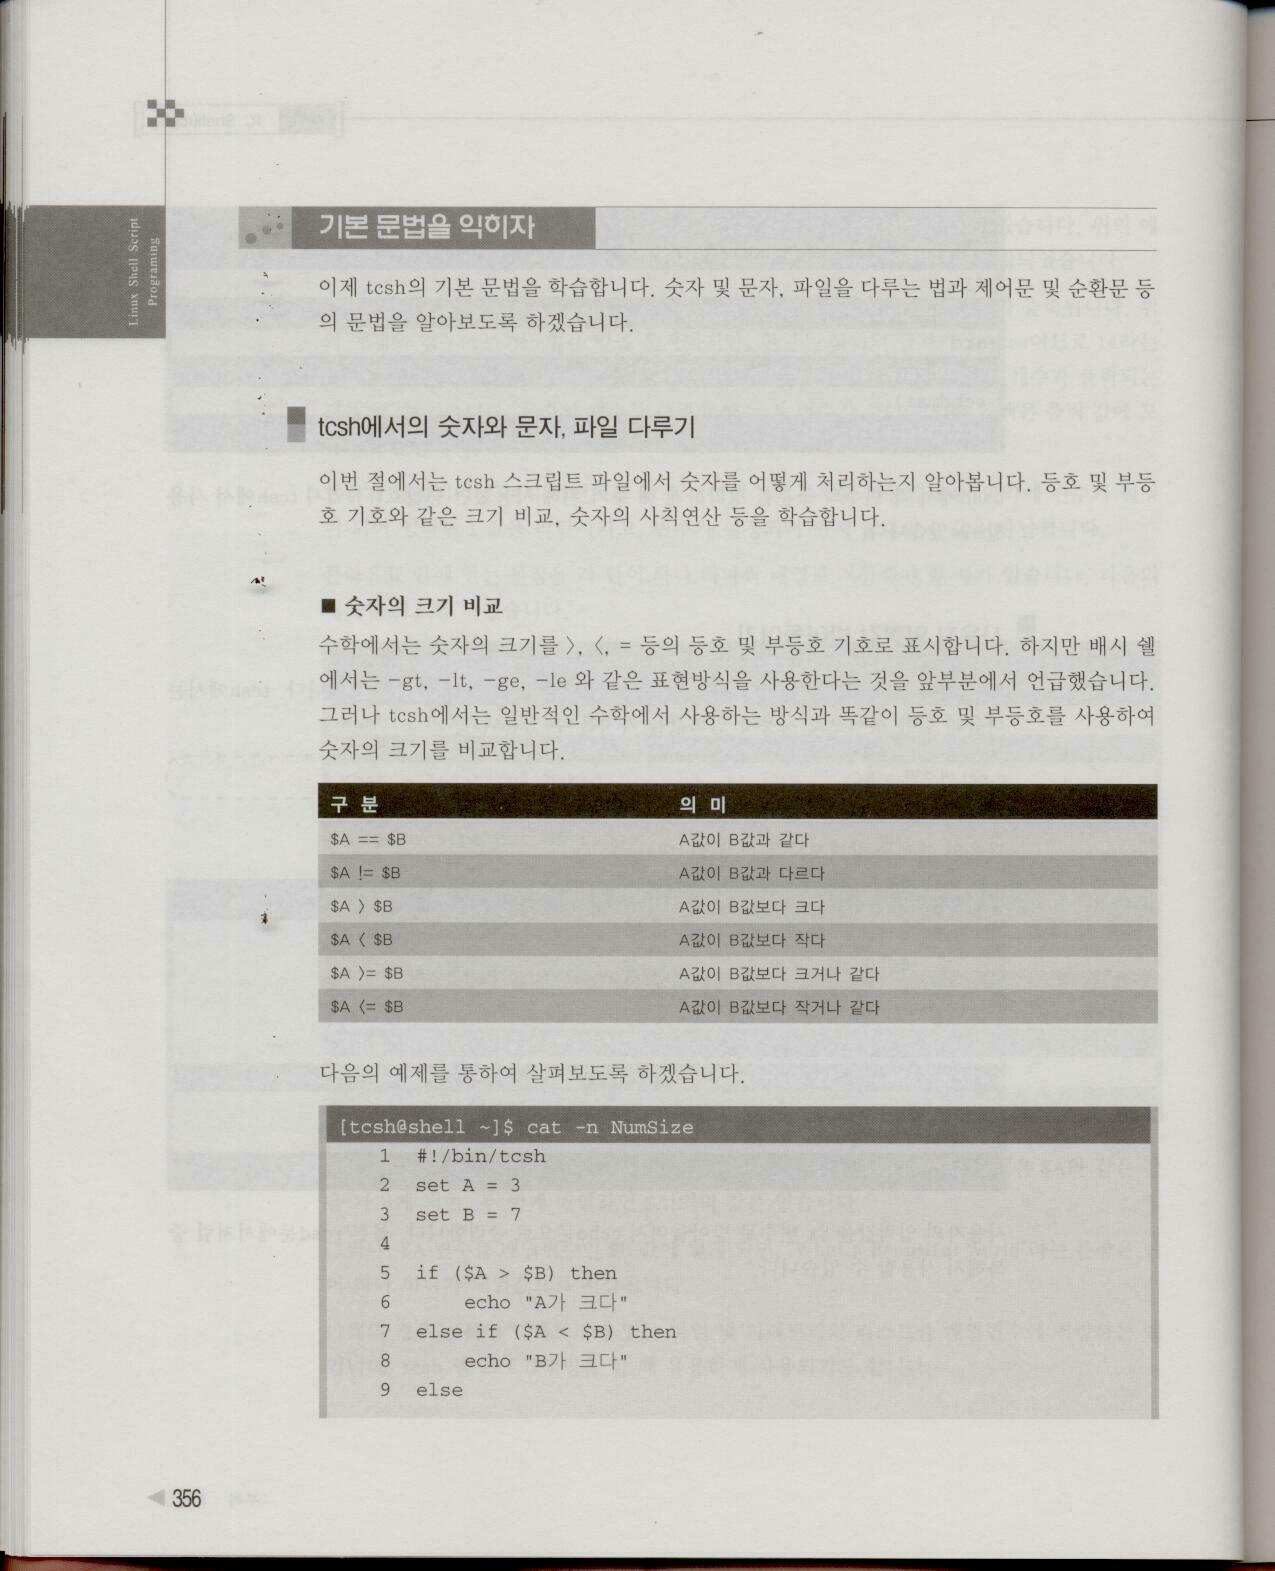 Linux Shell Script
Programing
기본 문법을 익히자
이제 tcsh의 기본 문법을 학습합니다. 숫자 및 문자, 파일을 다루는 법과 제어문 및 순환문 등
의 문법을 알아보도록 하겠습니다.
tcsh에서의 숫자와 문자, 파일 다루기
이번 절에서는 tcsh 스크립트 파일에서 숫자를 어떻게 처리하는지 알아봅니다. 등호 및 부등
호 기호와 같은 크기 비교, 숫자의 사칙연산 등을 학습합니다.
■ 숫자의 크기 비교
수학에서는 숫자의 크기를 >, <, = 등의 등호 및 부등호 기호로 표시합니다. 하지만 배시 쉘
에서는 -gt, -lt, -ge, -le 와 같은 표현방식을 사용한다는 것을 앞부분에서 언급했습니다.
그러나 tcsh에서는 일반적인 수학에서 사용하는 방식과 똑같이 등호 및 부등호를 사용하여
숫자의 크기를 비교합니다.
구 분 의 미
$A == $B A값이 B값과 같다
$A != $B A값이 B값과 다르다
$A > $B A값이 B값보다 크다
$A < $B A값이 B값보다 작다
$A >= $B A값이 B값보다 크거나 같다
$A <= $B A값이 B값보다 작거나 같다
다음의 예제를 통하여 살펴보도록 하겠습니다.
[tcsh@shell ~]$ cat -n NumSize
1 #!/bin/tcsh
2 set A = 3
3 set B = 7
4
5 if ($A > $B) then
6 echo "A가 크다"
7 else if ($A < $B) then
8 echo "B가 크다"
9 else
356